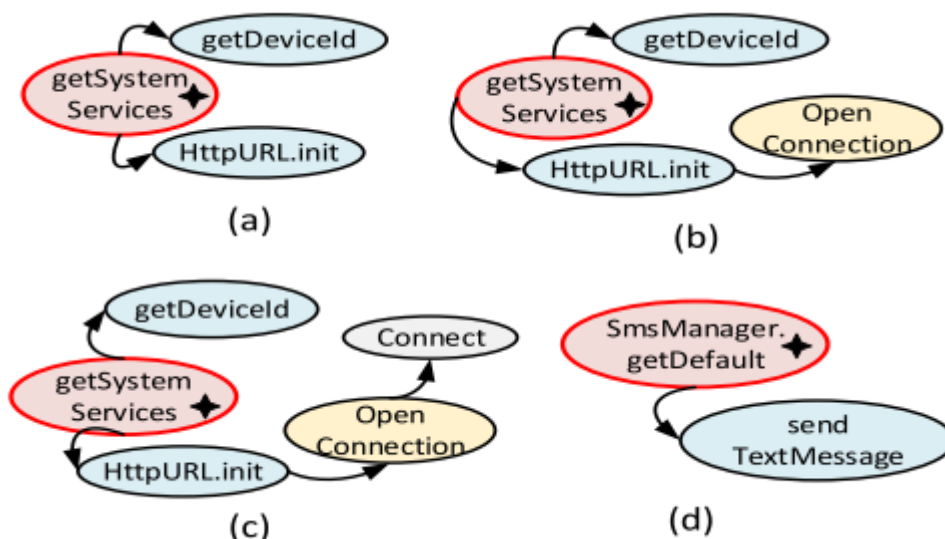 getDeviceId
getSystem
Services
HttpURL.init
(a)
getDeviceId
getSystem
Services
Open
Connection
HttpURL.init
(b)
getDeviceId
Connect
getSystem
Services
Open
Connection
HttpURL.init
(c)
SmsManager.
getDefault
send
TextMessage
(d)